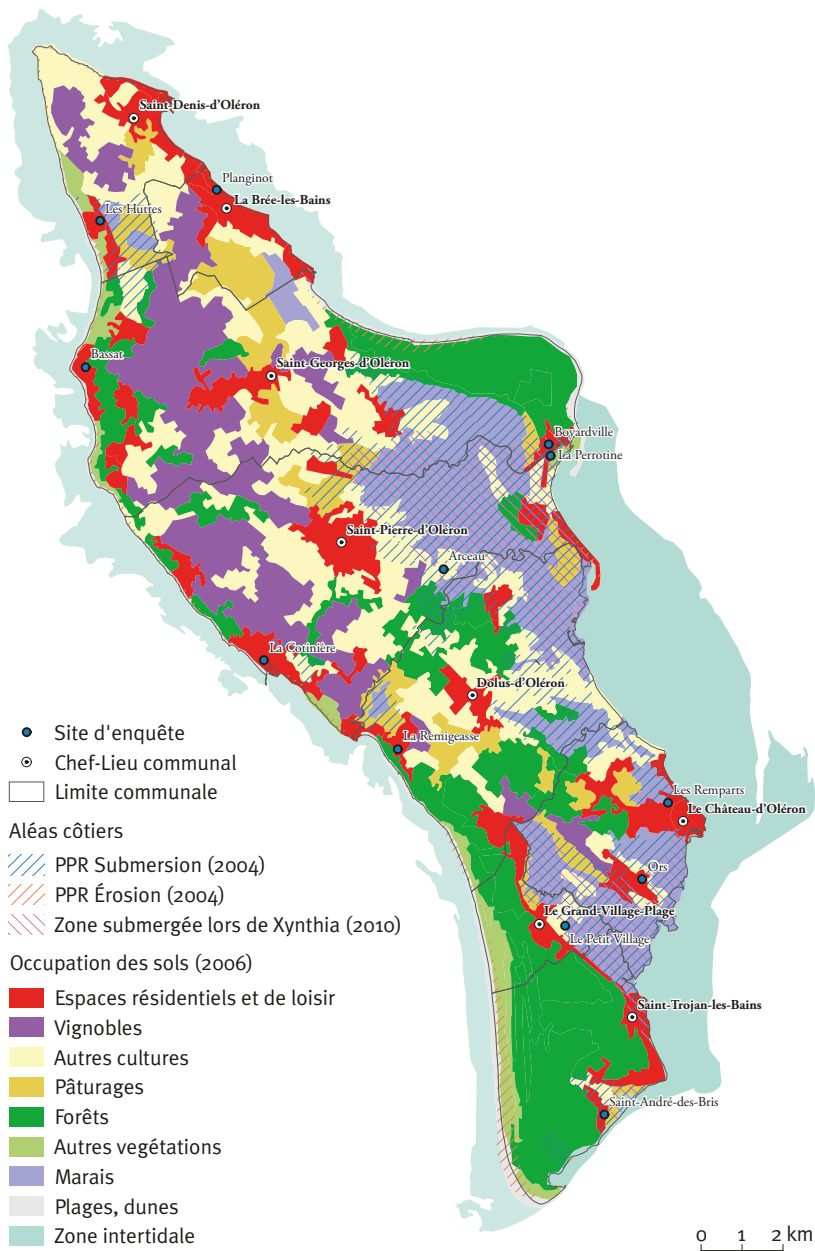 Saint-Denis-d'Oléron
Planginot
La Brée-les-Bains
Les Huttes
Bassat
Saint-Georges-d'Oléron
Boyardville
La Perrotine
Saint-Pierre-d'Oléron
Arceau
La Cotinière
Dolus-d'Oléron
La Remigeasse
Les Remparts
Le Château-d'Oléron
Ors
Le Grand-Village-Plage
Le Petit Village
Saint-Trojan-les-Bains
Saint-André-des-Bris
Site d'enquête
Chef-Lieu communal
Limite communale
Aléas côtiers
PPR Submersion (2004)
PPR Érosion (2004)
Zone submergée lors de Xynthia (2010)
Occupation des sols (2006)
Espaces résidentiels et de loisir
Vignobles
Autres cultures
Pâturages
Forêts
Autres vegétations
Marais
Plages, dunes
Zone intertidale
0 1 2 km